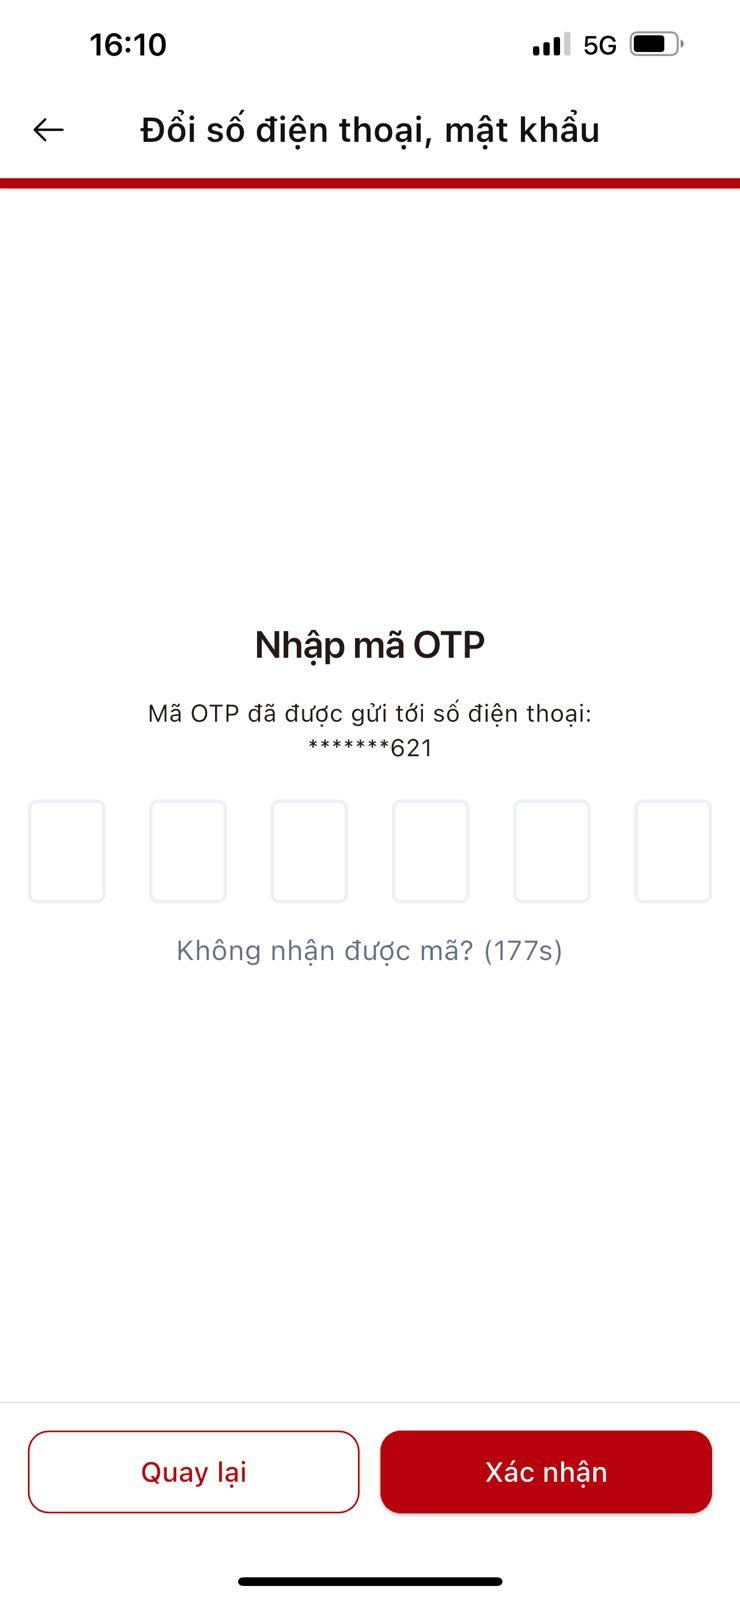 16:10
5G
Đổi số điện thoại, mật khẩu
Nhập mã OTP
Mã OTP đã được gửi tới số điện thoại:
*******621
Không nhận được mã? (177s)
Quay lại
Xác nhận